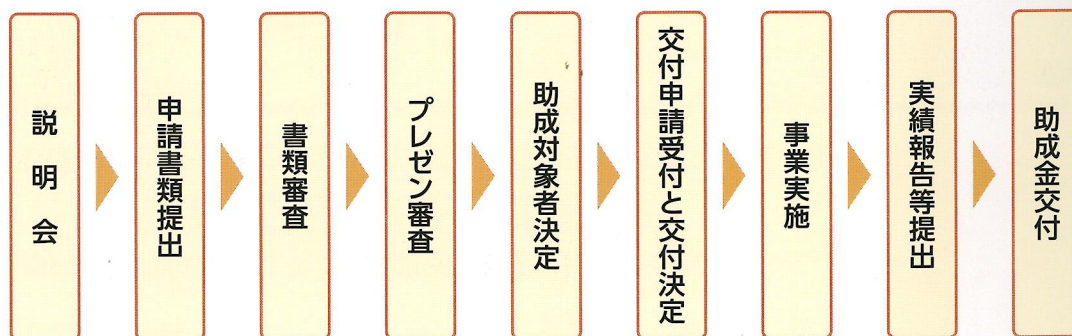 説明会
申請書類提出
書類審査
プレゼン審査
助成対象者決定
交付申請受付と交付決定
事業実施
実績報告等提出
助成金交付